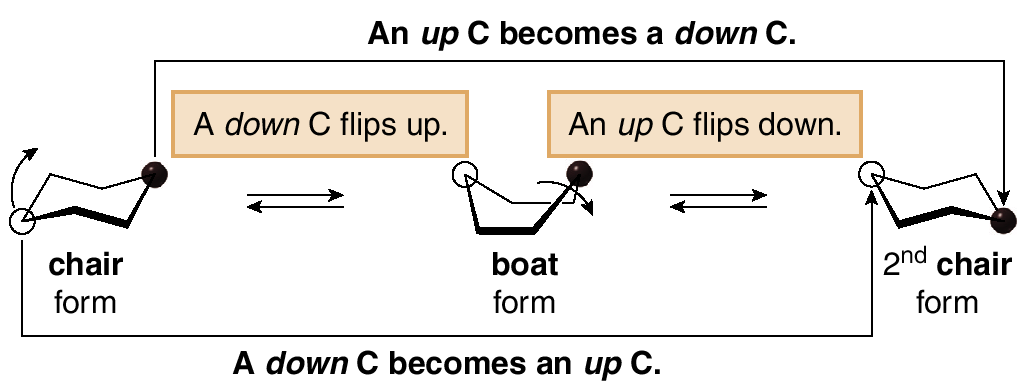 An up C becomes a down C.
A down C flips up.
An up C flips down.
chair
form
boat
form
2nd chair
form
A down C becomes an up C.